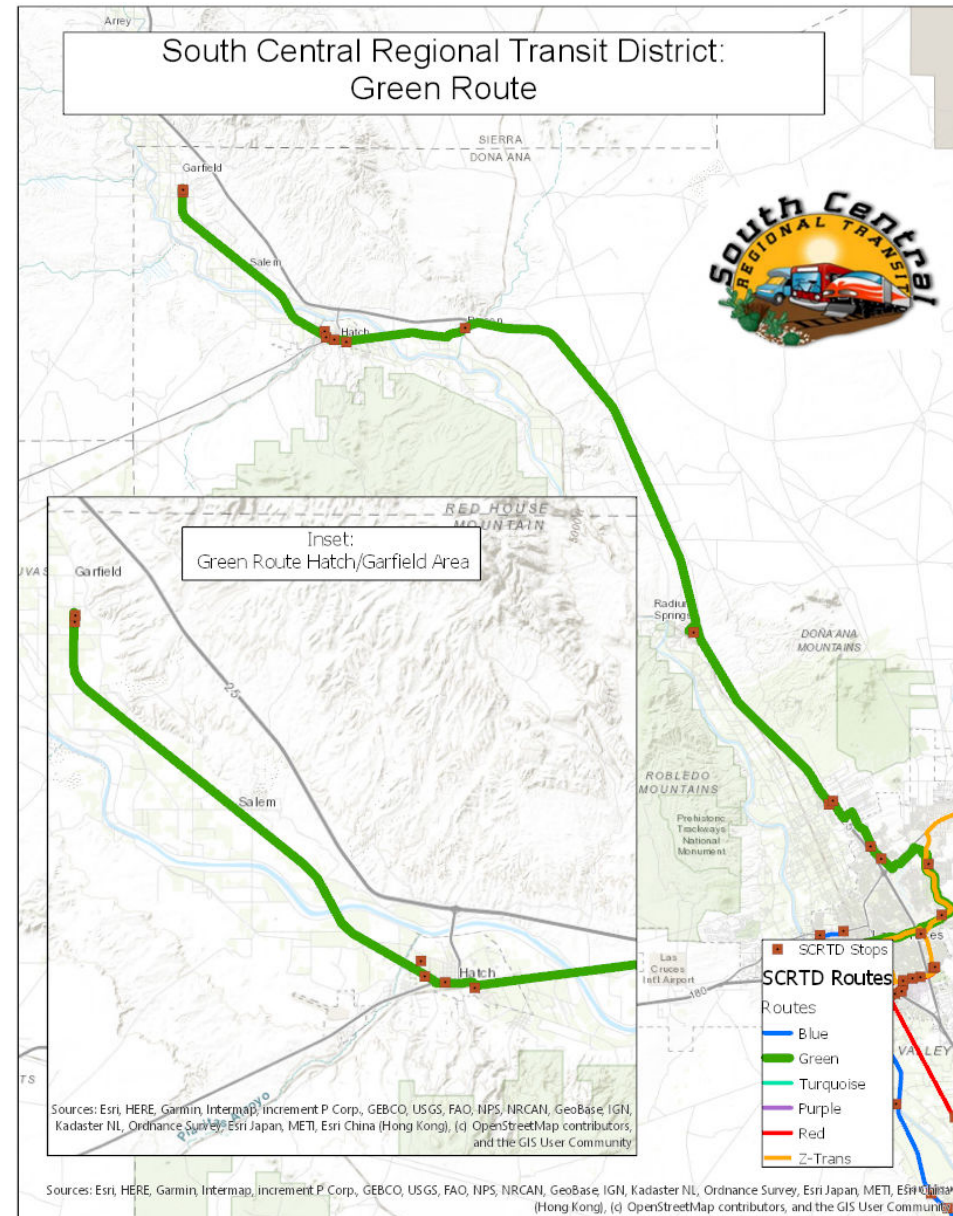 Arrey
South Central Regional Transit District:
Green Route
SIERRA
DONA ANA
Garfield
South Central
REGIONAL TRANSIT
Salem
Hatch
RED HOUSE
MOUNTAIN
Inset:
Green Route Hatch/Garfield Area
UVAS
Garfield
25
Radium
Springs
DOÑA ANA
MOUNTAINS
Salem
ROBLEDO
MOUNTAINS
Prehistoric
Trackways
National
Monument
Hatch
Las
Cruces
Int'l Airport
180
SCRTD Stops
SCRTD Routes
Routes
Blue
Green
VALLEY
Turquoise
Purple
Red
Z-Trans
TS
Sources: Esri, HERE, Garmin, Intermap, increment P Corp., GEBCO, USGS, FAO, NPS, NRCAN, GeoBase, IGN,
Kadaster NL, Ordnance Survey, Esri Japan, METI, Esri China (Hong Kong), (c) OpenStreetMap contributors,
and the GIS User Community
Sources: Esri, HERE, Garmin, Intermap, increment P Corp., GEBCO, USGS, FAO, NPS, NRCAN, GeoBase, IGN, Kadaster NL, Ordnance Survey, Esri Japan, METI, Esri China
(Hong Kong), (c) OpenStreetMap contributors, and the GIS User Community